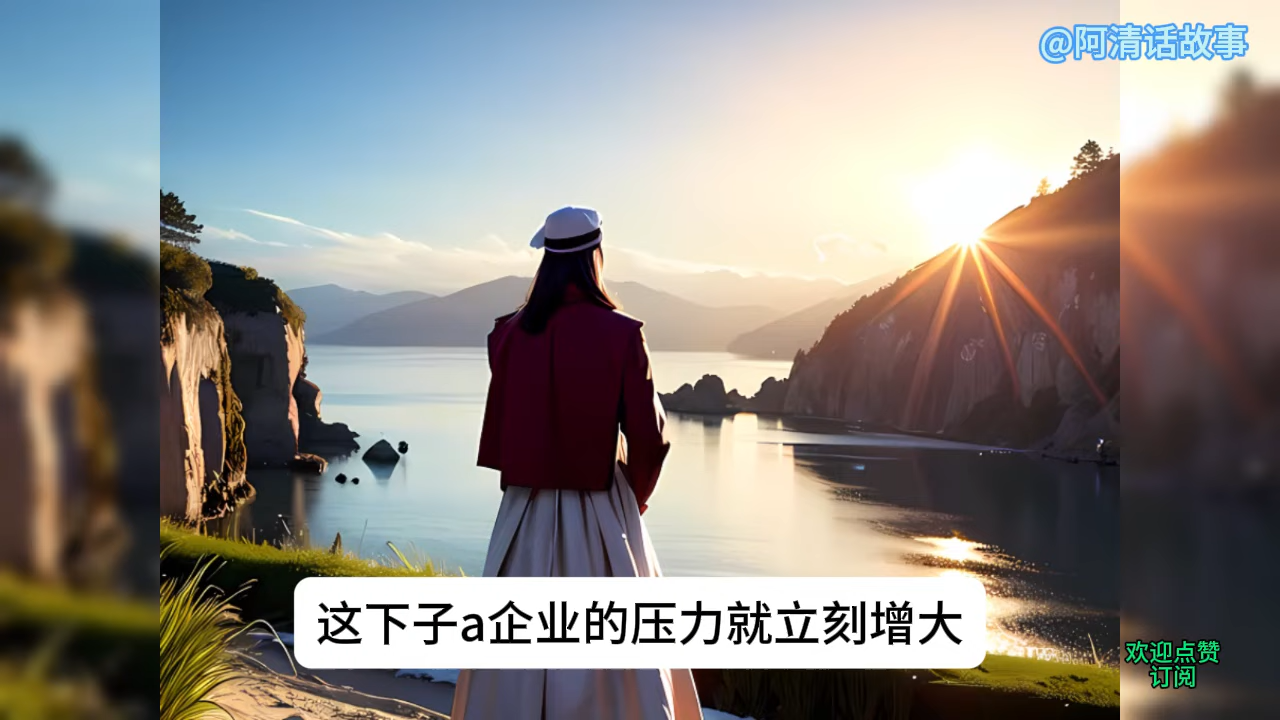 @阿清话故事
这下子a企业的压力就立刻增大
欢迎点赞
订阅